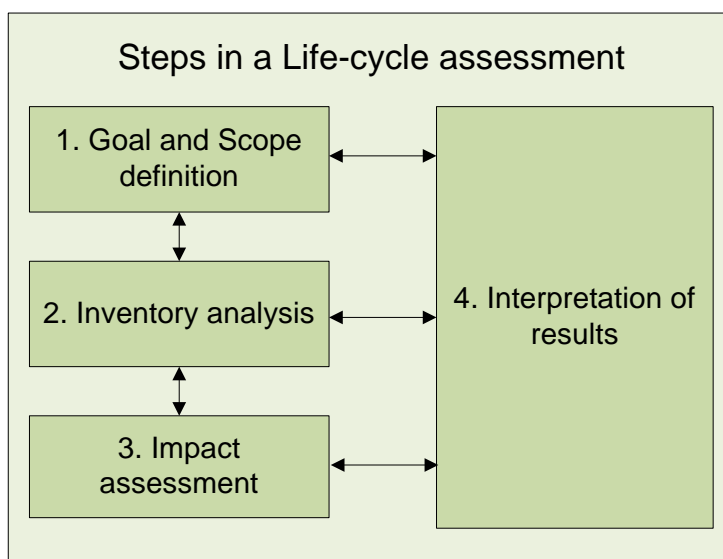 Steps in a Life-cycle assessment
1. Goal and Scope
definition
2. Inventory analysis
3. Impact
assessment
4. Interpretation of
results